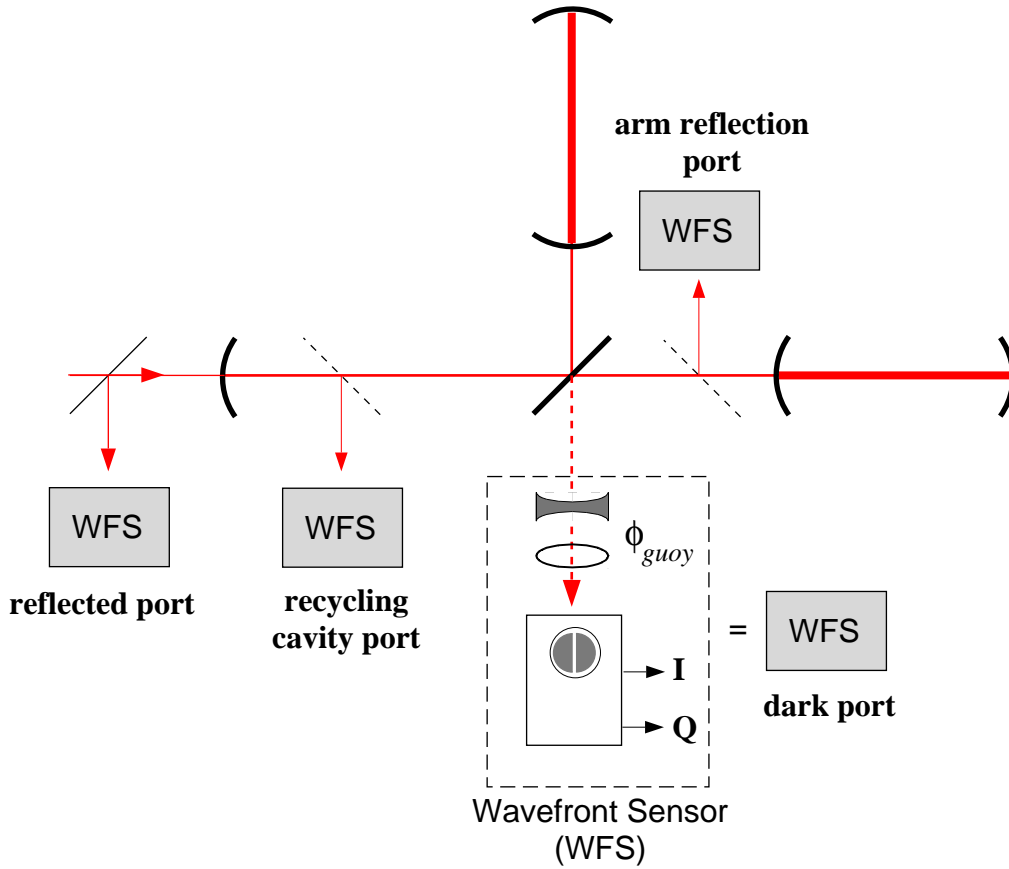 arm reflection
port
WFS
WFS
reflected port
WFS
recycling
cavity port
ϕguoy
I
Q
=
WFS
dark port
Wavefront Sensor
(WFS)